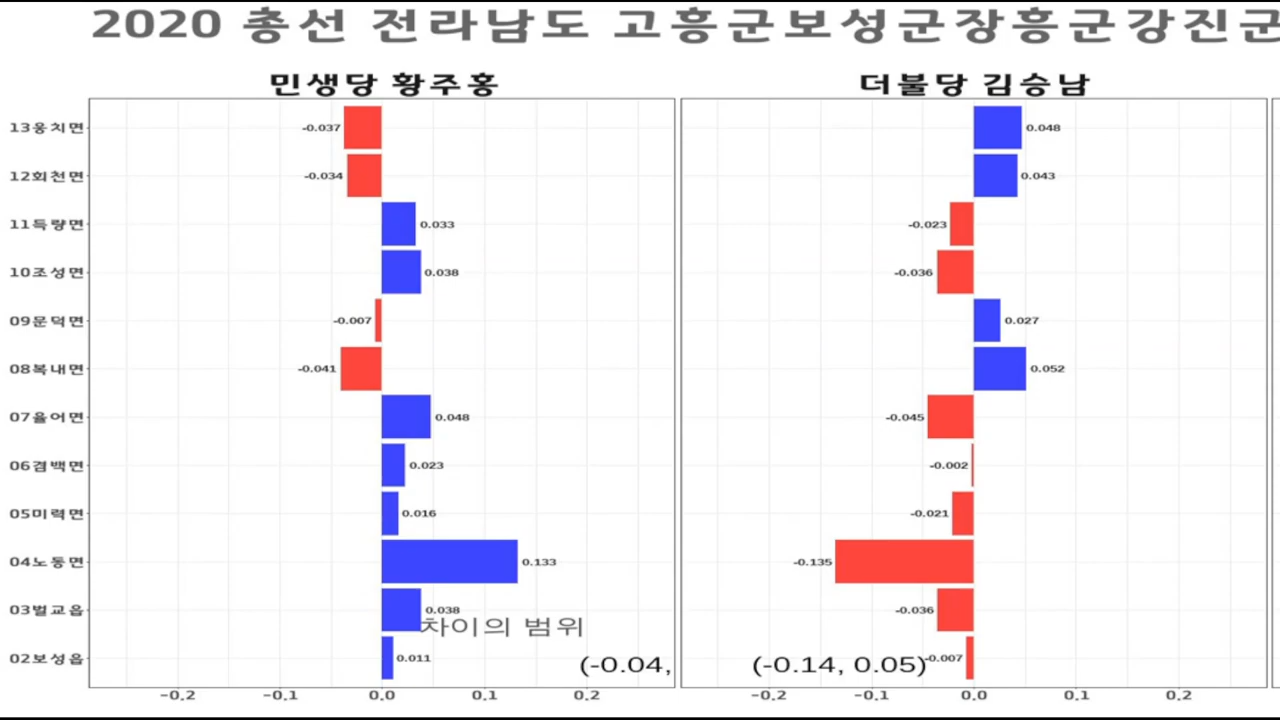 2020 총선 전라남도 고흥군보성군장흥군강진군
민생당 황주홍
더불당 김승남
13웅치면 -0.037 0.048
12회천면 -0.034 0.043
11득량면 0.033 -0.023
10조성면 0.038 -0.036
09문덕면 -0.007 0.027
08복내면 -0.041 0.052
07율어면 0.048 -0.045
06겸백면 0.023 -0.002
05미력면 0.016 -0.021
04노동면 0.133 -0.135
03벌교읍 0.038 -0.036
차이의 범위
02보성읍 0.011 -0.007
(-0.04, (-0.14, 0.05)
-0.2 -0.1 0.0 0.1 0.2 -0.2 -0.1 0.0 0.1 0.2